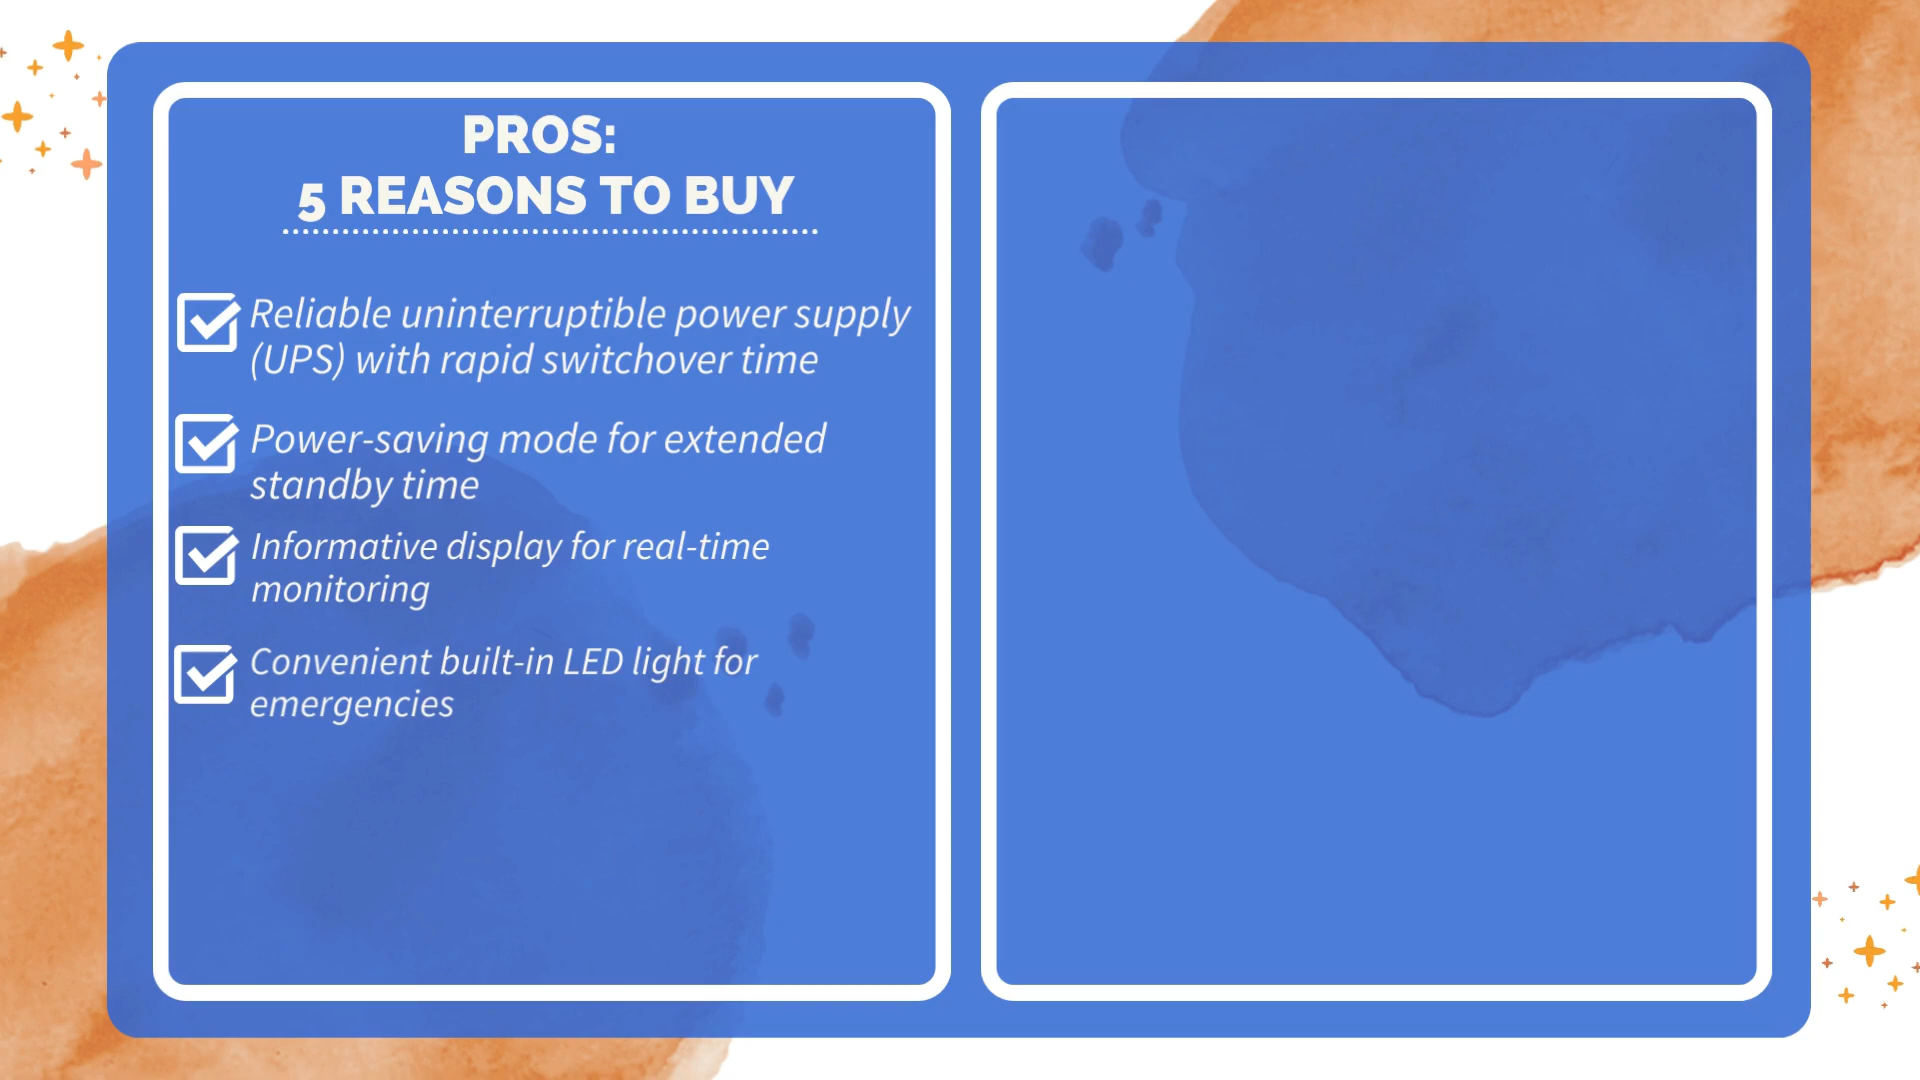 PROS:
5 REASONS TO BUY
Reliable uninterruptible power supply
(UPS) with rapid switchover time
Power-saving mode for extended
standby time
Informative display for real-time
monitoring
Convenient built-in LED light for
emergencies